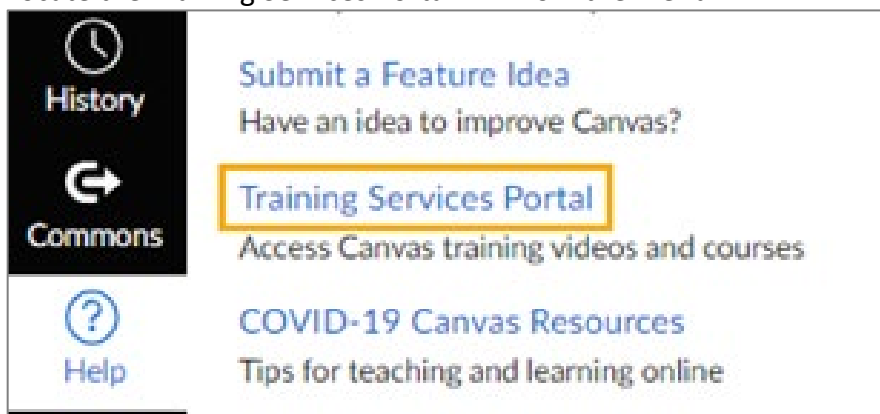 History
Commons
Help
Submit a Feature Idea
Have an idea to improve Canvas?
Training Services Portal
Access Canvas training videos and courses
COVID-19 Canvas Resources
Tips for teaching and learning online